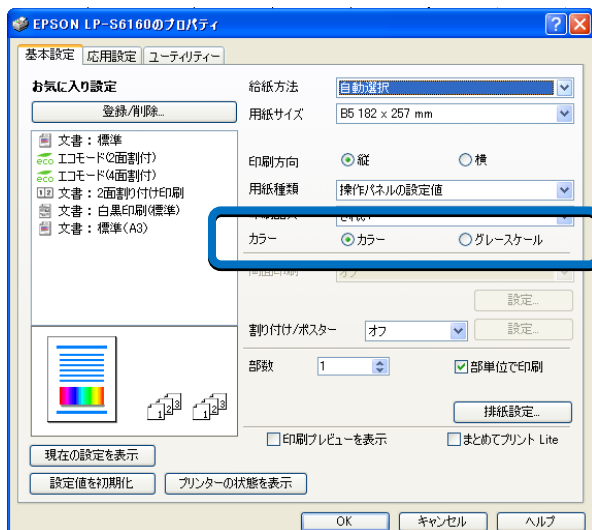 EPSON LP-S6160のプロパティ
基本設定 応用設定 ユーティリティー
お気に入り設定
登録/削除...
文書：標準
eco エコモード(2面割付)
eco エコモード(4面割付)
文書：2面割り付け印刷
文書：白黒印刷(標準)
文書：標準(A3)
現在の設定を表示
設定値を初期化 プリンターの状態を表示
給紙方法 自動選択
用紙サイズ B5 182 x 257 mm
印刷方向 縦 横
用紙種類 操作パネルの設定値
カラー カラー グレースケール
両面印刷 オフ
設定...
割り付け/ポスター オフ 設定...
部数 1 部単位で印刷
排紙設定...
印刷プレビューを表示 まとめてプリント Lite
OK キャンセル ヘルプ